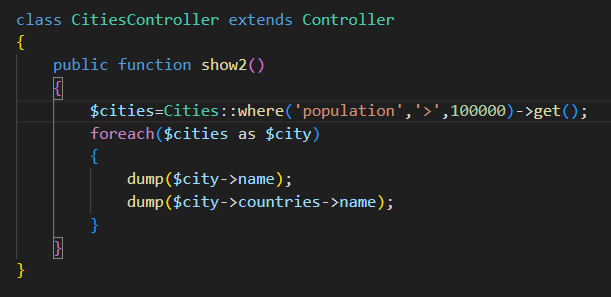 class CitiesController extends Controller
{
    public function show2()
    {
        $cities=Cities::where('population','>',100000)->get();
        foreach($cities as $city)
        {
            dump($city->name);
            dump($city->countries->name);
        }
    }
}